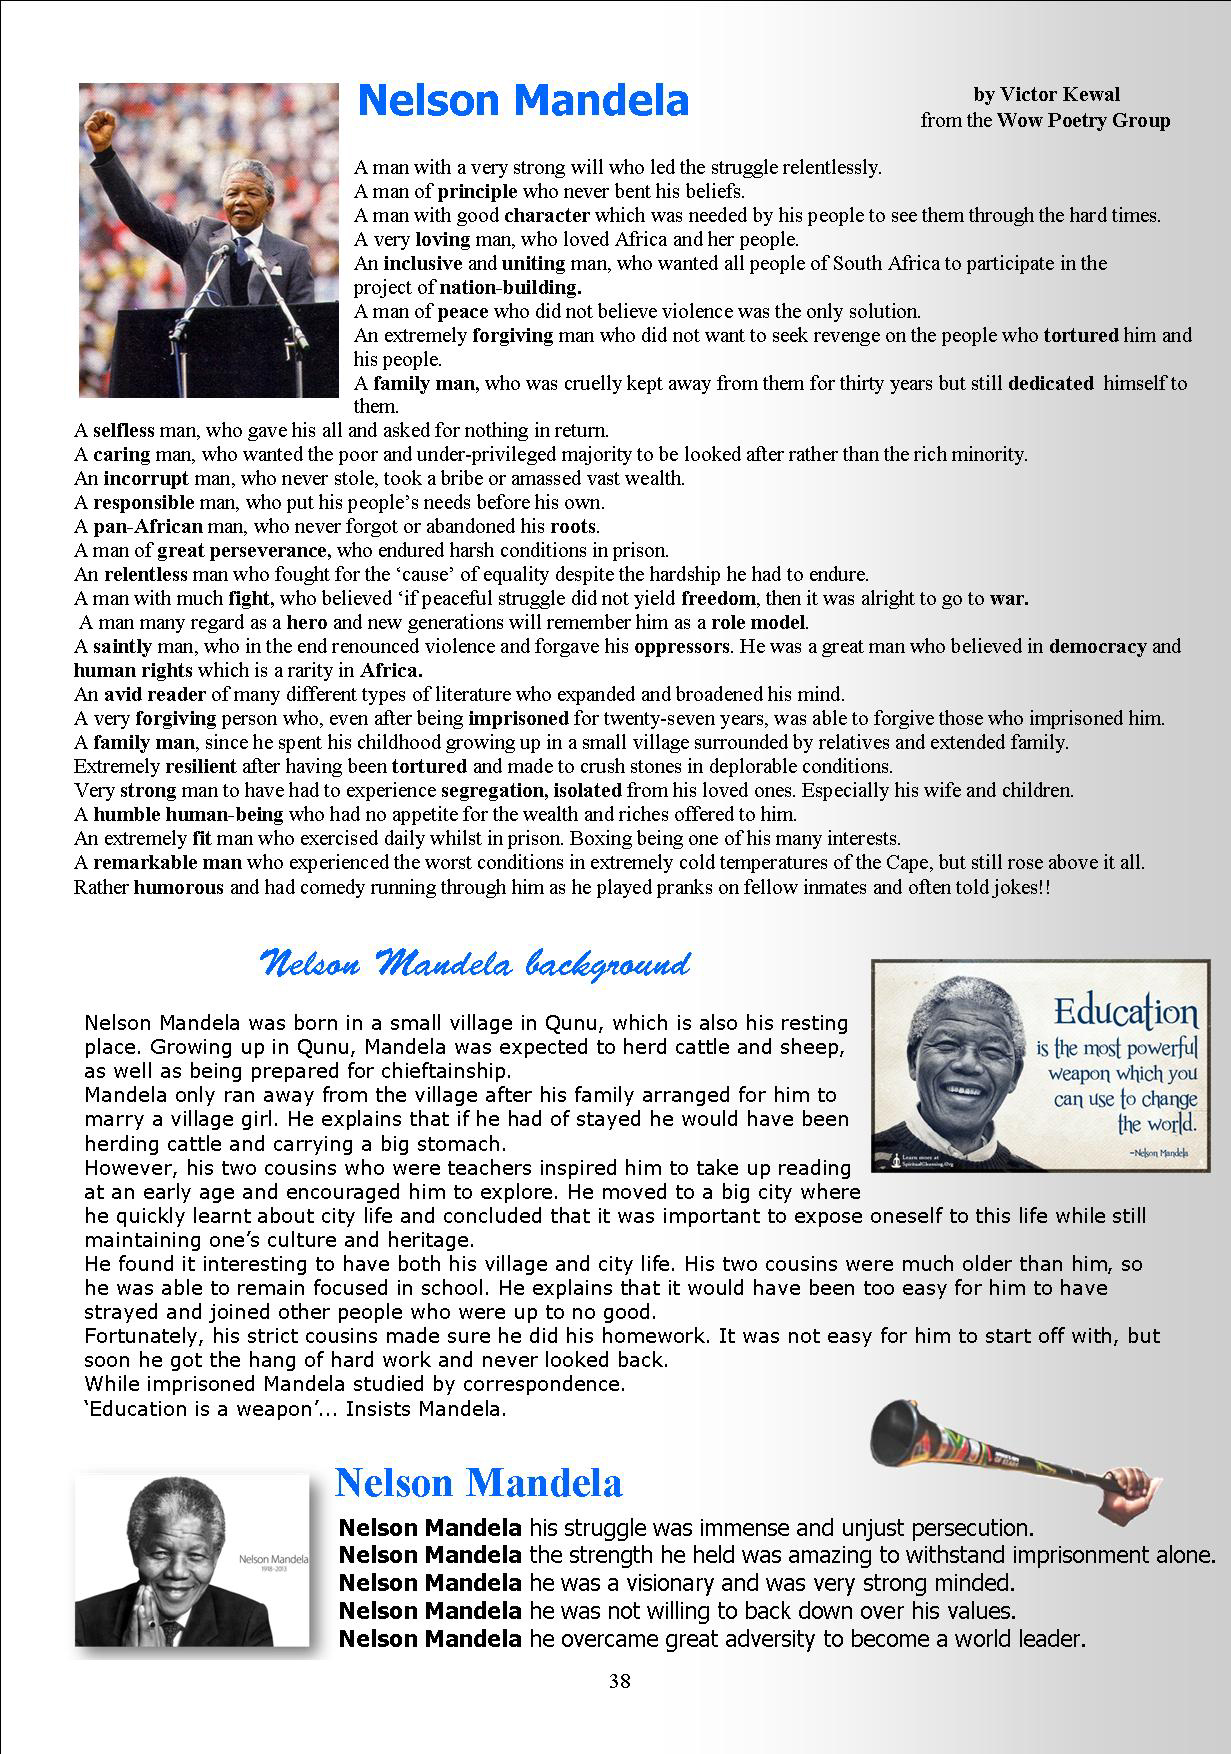 Nelson Mandela
by Victor Kewal
from the Wow Poetry Group
A man with a very strong will who led the struggle relentlessly.
A man of principle who never bent his beliefs.
A man with good character which was needed by his people to see them through the hard times.
A very loving man, who loved Africa and her people.
An inclusive and uniting man, who wanted all people of South Africa to participate in the
project of nation-building.
A man of peace who did not believe violence was the only solution.
An extremely forgiving man who did not want to seek revenge on the people who tortured him and
his people.
A family man, who was cruelly kept away from them for thirty years but still dedicated himself to
them.
A selfless man, who gave his all and asked for nothing in return.
A caring man, who wanted the poor and under-privileged majority to be looked after rather than the rich minority.
An incorrupt man, who never stole, took a bribe or amassed vast wealth.
A responsible man, who put his people's needs before his own.
A pan-African man, who never forgot or abandoned his roots.
A man of great perseverance, who endured harsh conditions in prison.
An relentless man who fought for the ‘cause’ of equality despite the hardship he had to endure.
A man with much fight, who believed ‘if peaceful struggle did not yield freedom, then it was alright to go to war.
A man many regard as a hero and new generations will remember him as a role model.
A saintly man, who in the end renounced violence and forgave his oppressors. He was a great man who believed in democracy and
human rights which is a rarity in Africa.
An avid reader of many different types of literature who expanded and broadened his mind.
A very forgiving person who, even after being imprisoned for twenty-seven years, was able to forgive those who imprisoned him.
A family man, since he spent his childhood growing up in a small village surrounded by relatives and extended family.
Extremely resilient after having been tortured and made to crush stones in deplorable conditions.
Very strong man to have had to experience segregation, isolated from his loved ones. Especially his wife and children.
A humble human-being who had no appetite for the wealth and riches offered to him.
An extremely fit man who exercised daily whilst in prison. Boxing being one of his many interests.
A remarkable man who experienced the worst conditions in extremely cold temperatures of the Cape, but still rose above it all.
Rather humorous and had comedy running through him as he played pranks on fellow inmates and often told jokes!!
Nelson Mandela background
Nelson Mandela was born in a small village in Qunu, which is also his resting
place. Growing up in Qunu, Mandela was expected to herd cattle and sheep,
as well as being prepared for chieftainship.
Mandela only ran away from the village after his family arranged for him to
marry a village girl. He explains that if he had of stayed he would have been
herding cattle and carrying a big stomach.
However, his two cousins who were teachers inspired him to take up reading
at an early age and encouraged him to explore. He moved to a big city where
he quickly learnt about city life and concluded that it was important to expose oneself to this life while still
maintaining one's culture and heritage.
He found it interesting to have both his village and city life. His two cousins were much older than him, so
he was able to remain focused in school. He explains that it would have been too easy for him to have
strayed and joined other people who were up to no good.
Fortunately, his strict cousins made sure he did his homework. It was not easy for him to start off with, but
soon he got the hang of hard work and never looked back.
While imprisoned Mandela studied by correspondence.
‘Education is a weapon’... Insists Mandela.
Education
is the most powerful
weapon which you
can use to change
the world.
~Nelson Mandela
Learn more at
SpiritualCleansing.Org
Nelson Mandela
1918-2013
Nelson Mandela
Nelson Mandela his struggle was immense and unjust persecution.
Nelson Mandela the strength he held was amazing to withstand imprisonment alone.
Nelson Mandela he was a visionary and was very strong minded.
Nelson Mandela he was not willing to back down over his values.
Nelson Mandela he overcame great adversity to become a world leader.
38